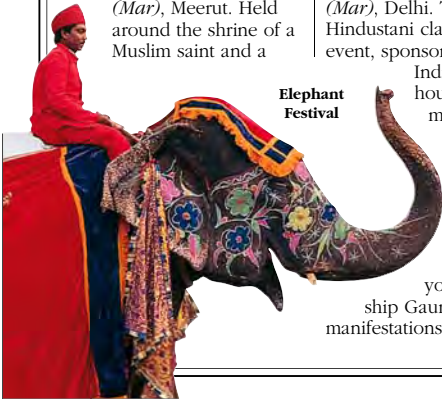 (Mar), Meerut. Held
around the shrine of a
Muslim saint and a
(Mar), Delhi. T
Hindustani cla
event, sponsor
Ind
hou
m
Elephant
Festival
yo
ship Gaur
manifestations